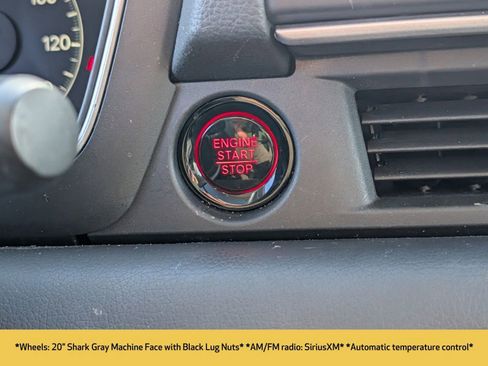 160
120
ENGINE
START
STOP
*Wheels: 20" Shark Gray Machine Face with Black Lug Nuts* *AM/FM radio: SiriusXM* *Automatic temperature control*